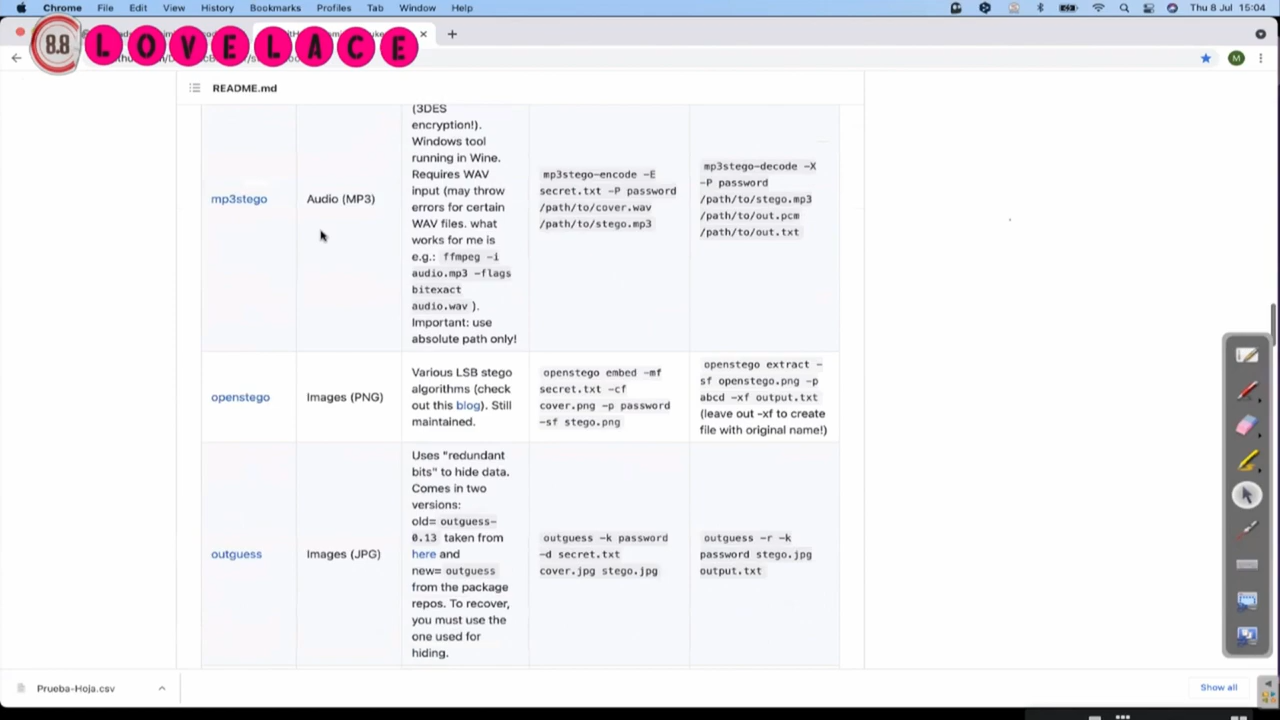 Chrome File Edit View History Bookmarks Profiles Tab Window Help Thu 8 Jul 15:04
8.8 LOVELACE
M
README.md
(3DES
encryption!).
Windows tool
running in Wine.
Requires WAV
input (may throw
errors for certain
WAV files. what
works for me is
e.g.: ffmpeg -i
audio.mp3 -flags
bitexact
audio.wav ).
Important: use
absolute path only!
mp3stego
Audio (MP3)
mp3stego-encode -E
secret.txt -P password
/path/to/cover.wav
/path/to/stego.mp3
mp3stego-decode -X
-P password
/path/to/stego.mp3
/path/to/out.pcm
/path/to/out.txt
openstego
Images (PNG)
Various LSB stego
algorithms (check
out this blog). Still
maintained.
openstego embed -mf
secret.txt -cf
cover.png -p password
-sf stego.png
openstego extract -
sf openstego.png -p
abcd -xf output.txt
(leave out -xf to create
file with original name!)
outguess
Images (JPG)
Uses "redundant
bits" to hide data.
Comes in two
versions:
old= outguess-
0.13 taken from
here and
new= outguess
from the package
repos. To recover,
you must use the
one used for
hiding.
outguess -k password
-d secret.txt
cover.jpg stego.jpg
outguess -r -k
password stego.jpg
output.txt
Prueba-Hoja.csv
Show all